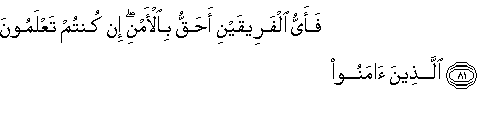 فَأَىُّ ٱلْفَرِيقَيْنِ أَحَقُّ بِٱلْأَمْنِ ۖ إِن كُنتُمْ تَعْلَمُونَ
۝٨١ ٱلَّذِينَ ءَامَنُوا۟